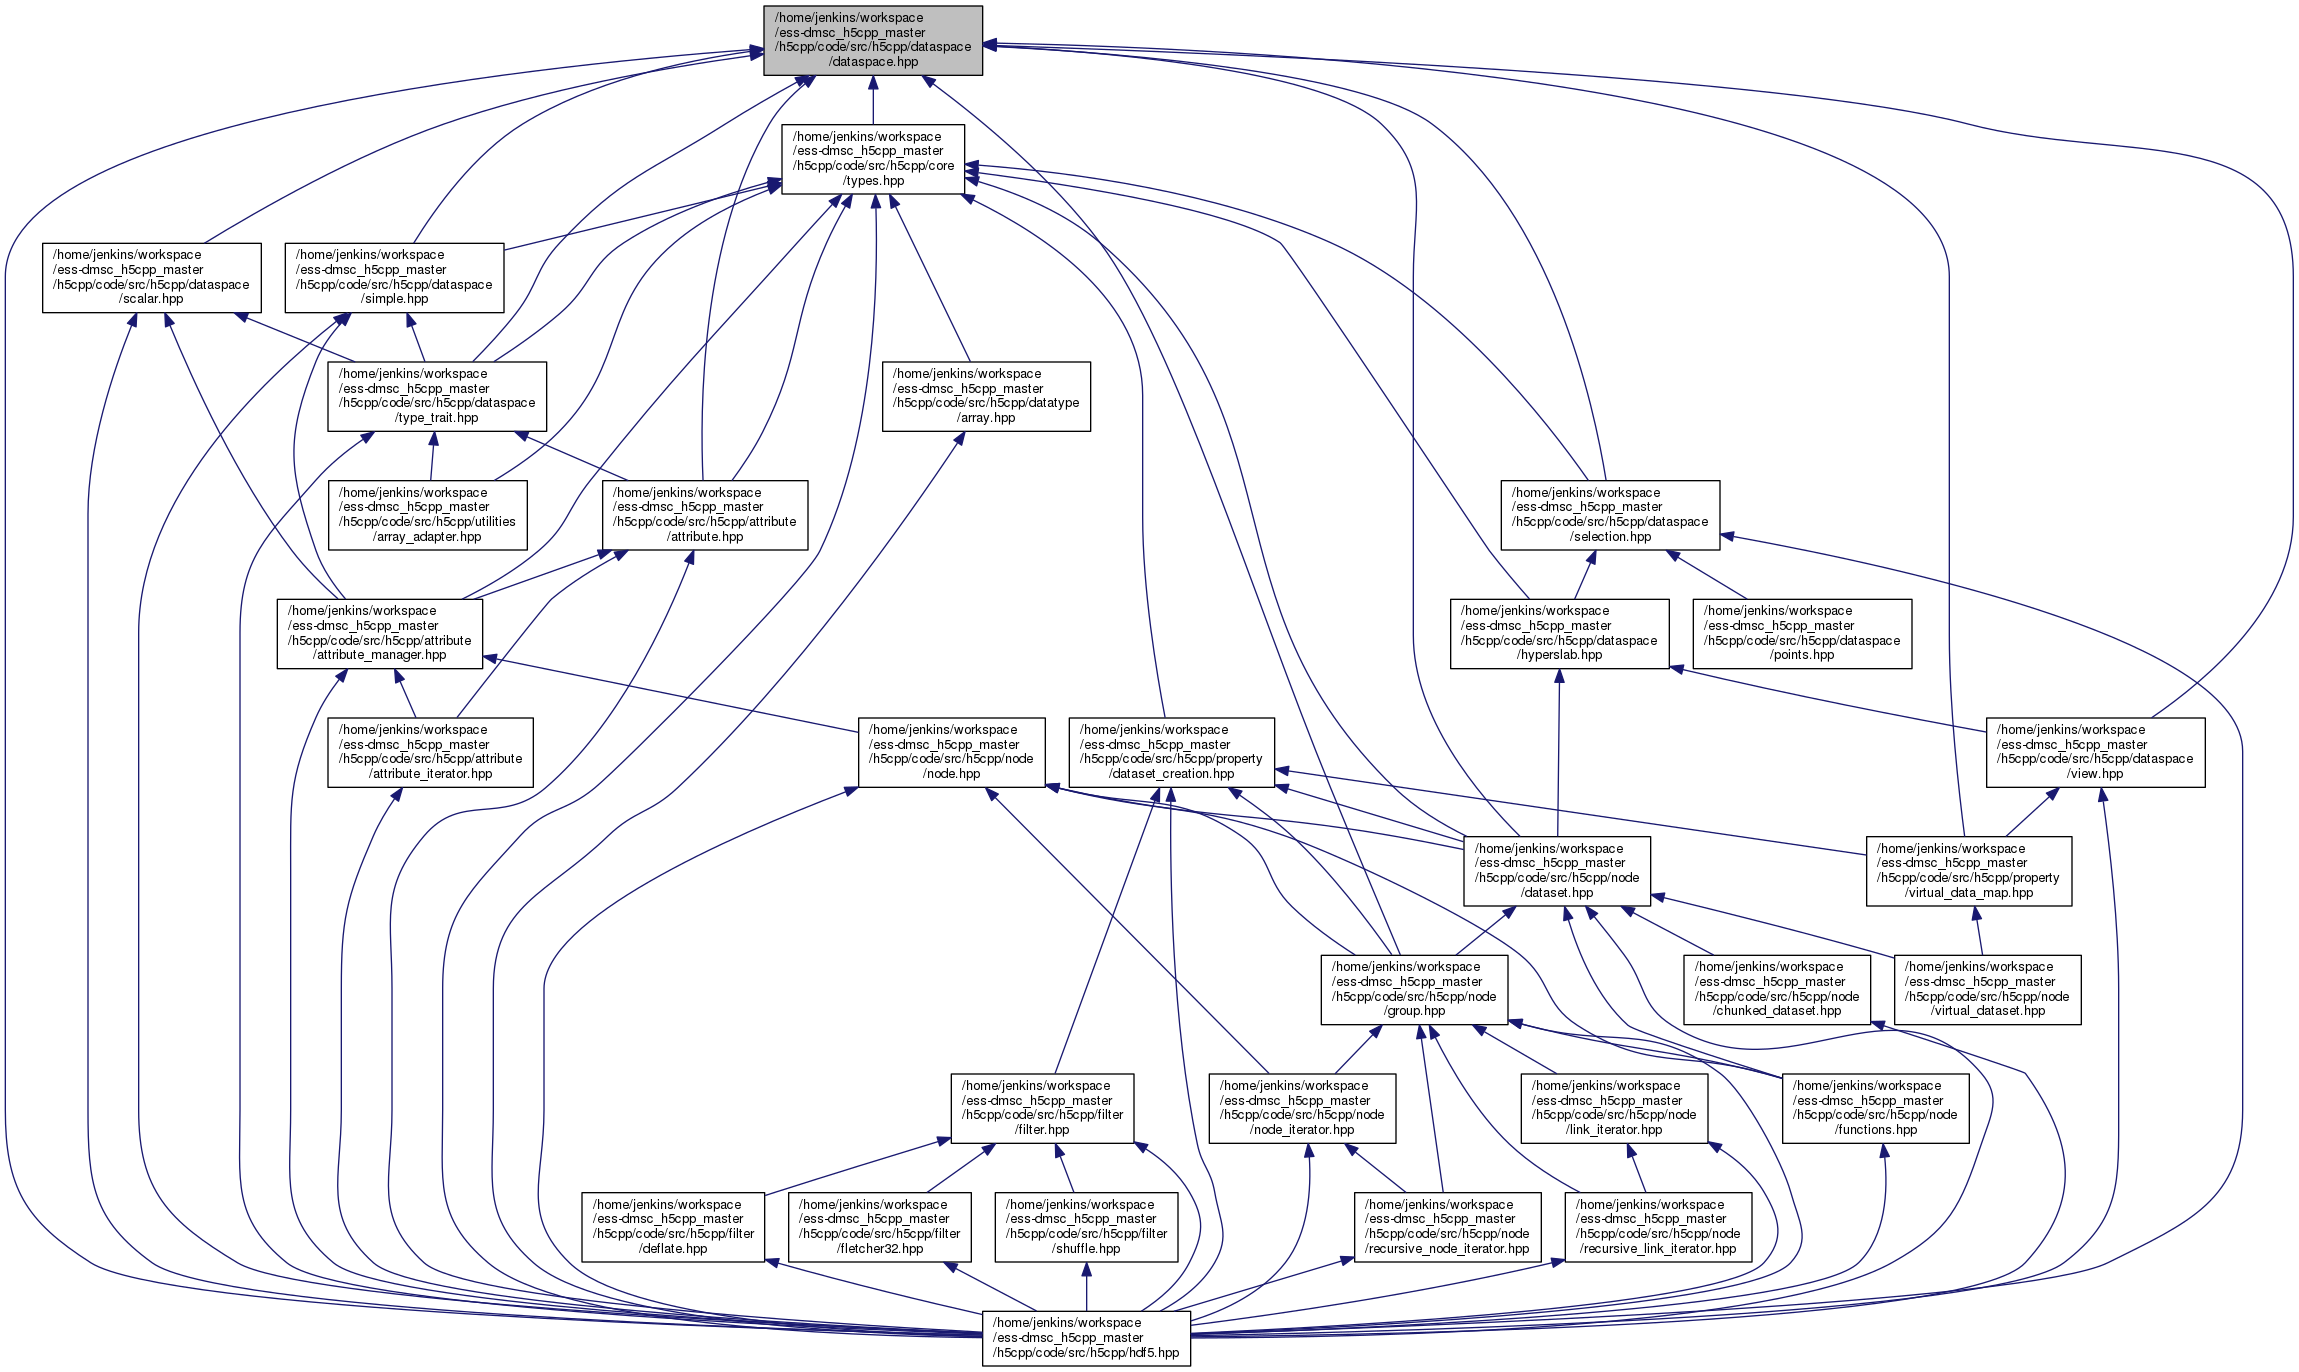 /home/jenkins/workspace
/ess-dmsc_h5cpp_master
/h5cpp/code/src/h5cpp/dataspace
/dataspace.hpp
/home/jenkins/workspace
/ess-dmsc_h5cpp_master
/h5cpp/code/src/h5cpp/core
/types.hpp
/home/jenkins/workspace
/ess-dmsc_h5cpp_master
/h5cpp/code/src/h5cpp/dataspace
/scalar.hpp
/home/jenkins/workspace
/ess-dmsc_h5cpp_master
/h5cpp/code/src/h5cpp/dataspace
/simple.hpp
/home/jenkins/workspace
/ess-dmsc_h5cpp_master
/h5cpp/code/src/h5cpp/dataspace
/type_trait.hpp
/home/jenkins/workspace
/ess-dmsc_h5cpp_master
/h5cpp/code/src/h5cpp/datatype
/array.hpp
/home/jenkins/workspace
/ess-dmsc_h5cpp_master
/h5cpp/code/src/h5cpp/utilities
/array_adapter.hpp
/home/jenkins/workspace
/ess-dmsc_h5cpp_master
/h5cpp/code/src/h5cpp/attribute
/attribute.hpp
/home/jenkins/workspace
/ess-dmsc_h5cpp_master
/h5cpp/code/src/h5cpp/dataspace
/selection.hpp
/home/jenkins/workspace
/ess-dmsc_h5cpp_master
/h5cpp/code/src/h5cpp/attribute
/attribute_manager.hpp
/home/jenkins/workspace
/ess-dmsc_h5cpp_master
/h5cpp/code/src/h5cpp/dataspace
/hyperslab.hpp
/home/jenkins/workspace
/ess-dmsc_h5cpp_master
/h5cpp/code/src/h5cpp/dataspace
/points.hpp
/home/jenkins/workspace
/ess-dmsc_h5cpp_master
/h5cpp/code/src/h5cpp/attribute
/attribute_iterator.hpp
/home/jenkins/workspace
/ess-dmsc_h5cpp_master
/h5cpp/code/src/h5cpp/node
/node.hpp
/home/jenkins/workspace
/ess-dmsc_h5cpp_master
/h5cpp/code/src/h5cpp/property
/dataset_creation.hpp
/home/jenkins/workspace
/ess-dmsc_h5cpp_master
/h5cpp/code/src/h5cpp/dataspace
/view.hpp
/home/jenkins/workspace
/ess-dmsc_h5cpp_master
/h5cpp/code/src/h5cpp/node
/dataset.hpp
/home/jenkins/workspace
/ess-dmsc_h5cpp_master
/h5cpp/code/src/h5cpp/property
/virtual_data_map.hpp
/home/jenkins/workspace
/ess-dmsc_h5cpp_master
/h5cpp/code/src/h5cpp/node
/group.hpp
/home/jenkins/workspace
/ess-dmsc_h5cpp_master
/h5cpp/code/src/h5cpp/node
/chunked_dataset.hpp
/home/jenkins/workspace
/ess-dmsc_h5cpp_master
/h5cpp/code/src/h5cpp/node
/virtual_dataset.hpp
/home/jenkins/workspace
/ess-dmsc_h5cpp_master
/h5cpp/code/src/h5cpp/filter
/filter.hpp
/home/jenkins/workspace
/ess-dmsc_h5cpp_master
/h5cpp/code/src/h5cpp/node
/node_iterator.hpp
/home/jenkins/workspace
/ess-dmsc_h5cpp_master
/h5cpp/code/src/h5cpp/node
/link_iterator.hpp
/home/jenkins/workspace
/ess-dmsc_h5cpp_master
/h5cpp/code/src/h5cpp/node
/functions.hpp
/home/jenkins/workspace
/ess-dmsc_h5cpp_master
/h5cpp/code/src/h5cpp/filter
/deflate.hpp
/home/jenkins/workspace
/ess-dmsc_h5cpp_master
/h5cpp/code/src/h5cpp/filter
/fletcher32.hpp
/home/jenkins/workspace
/ess-dmsc_h5cpp_master
/h5cpp/code/src/h5cpp/filter
/shuffle.hpp
/home/jenkins/workspace
/ess-dmsc_h5cpp_master
/h5cpp/code/src/h5cpp/node
/recursive_node_iterator.hpp
/home/jenkins/workspace
/ess-dmsc_h5cpp_master
/h5cpp/code/src/h5cpp/node
/recursive_link_iterator.hpp
/home/jenkins/workspace
/ess-dmsc_h5cpp_master
/h5cpp/code/src/h5cpp/hdf5.hpp